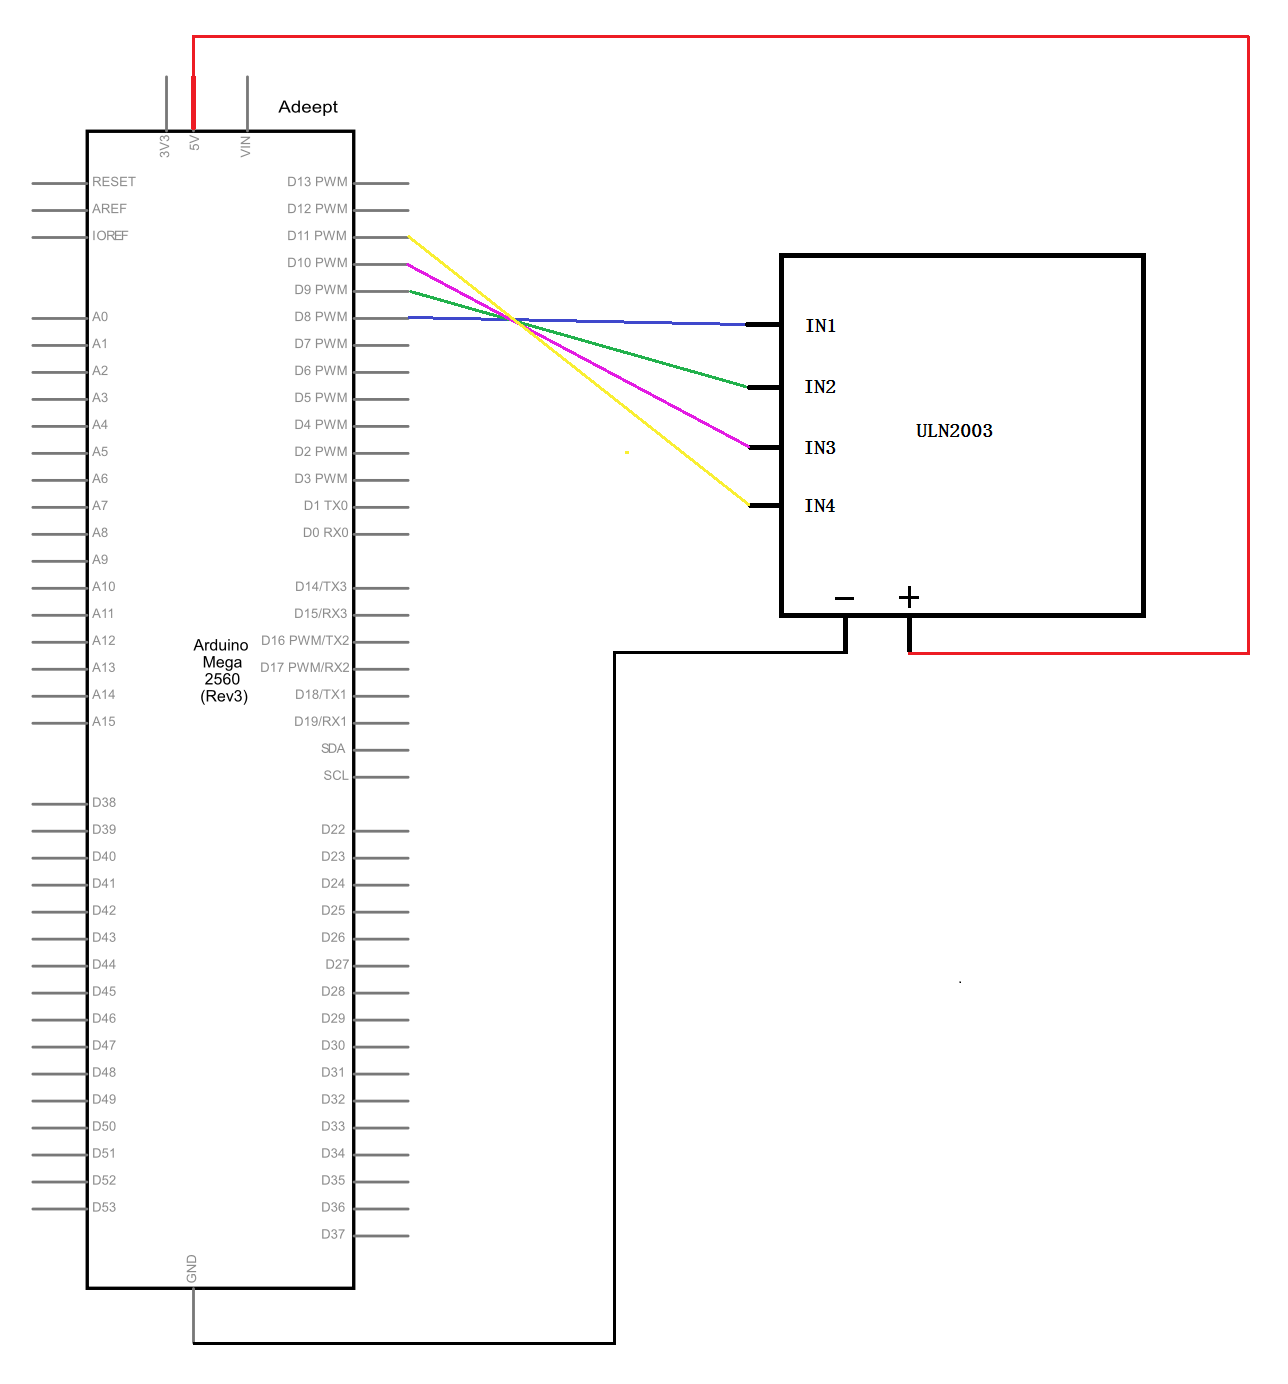 Adeept
3V3
5V
VIN
RESET
AREF
IOREF
A0
A1
A2
A3
A4
A5
A6
A7
A8
A9
A10
A11
A12
A13
A14
A15
D38
D39
D40
D41
D42
D43
D44
D45
D46
D47
D48
D49
D50
D51
D52
D53
Arduino
Mega
2560
(Rev3)
D13 PWM
D12 PWM
D11 PWM
D10 PWM
D9 PWM
D8 PWM
D7 PWM
D6 PWM
D5 PWM
D4 PWM
D2 PWM
D3 PWM
D1 TX0
D0 RX0
D14/TX3
D15/RX3
D16 PWM/TX2
D17 PWM/RX2
D18/TX1
D19/RX1
SDA
SCL
D22
D23
D24
D25
D26
D27
D28
D29
D30
D31
D32
D33
D34
D35
D36
D37
GND
IN1
IN2
IN3
IN4
ULN2003
− +